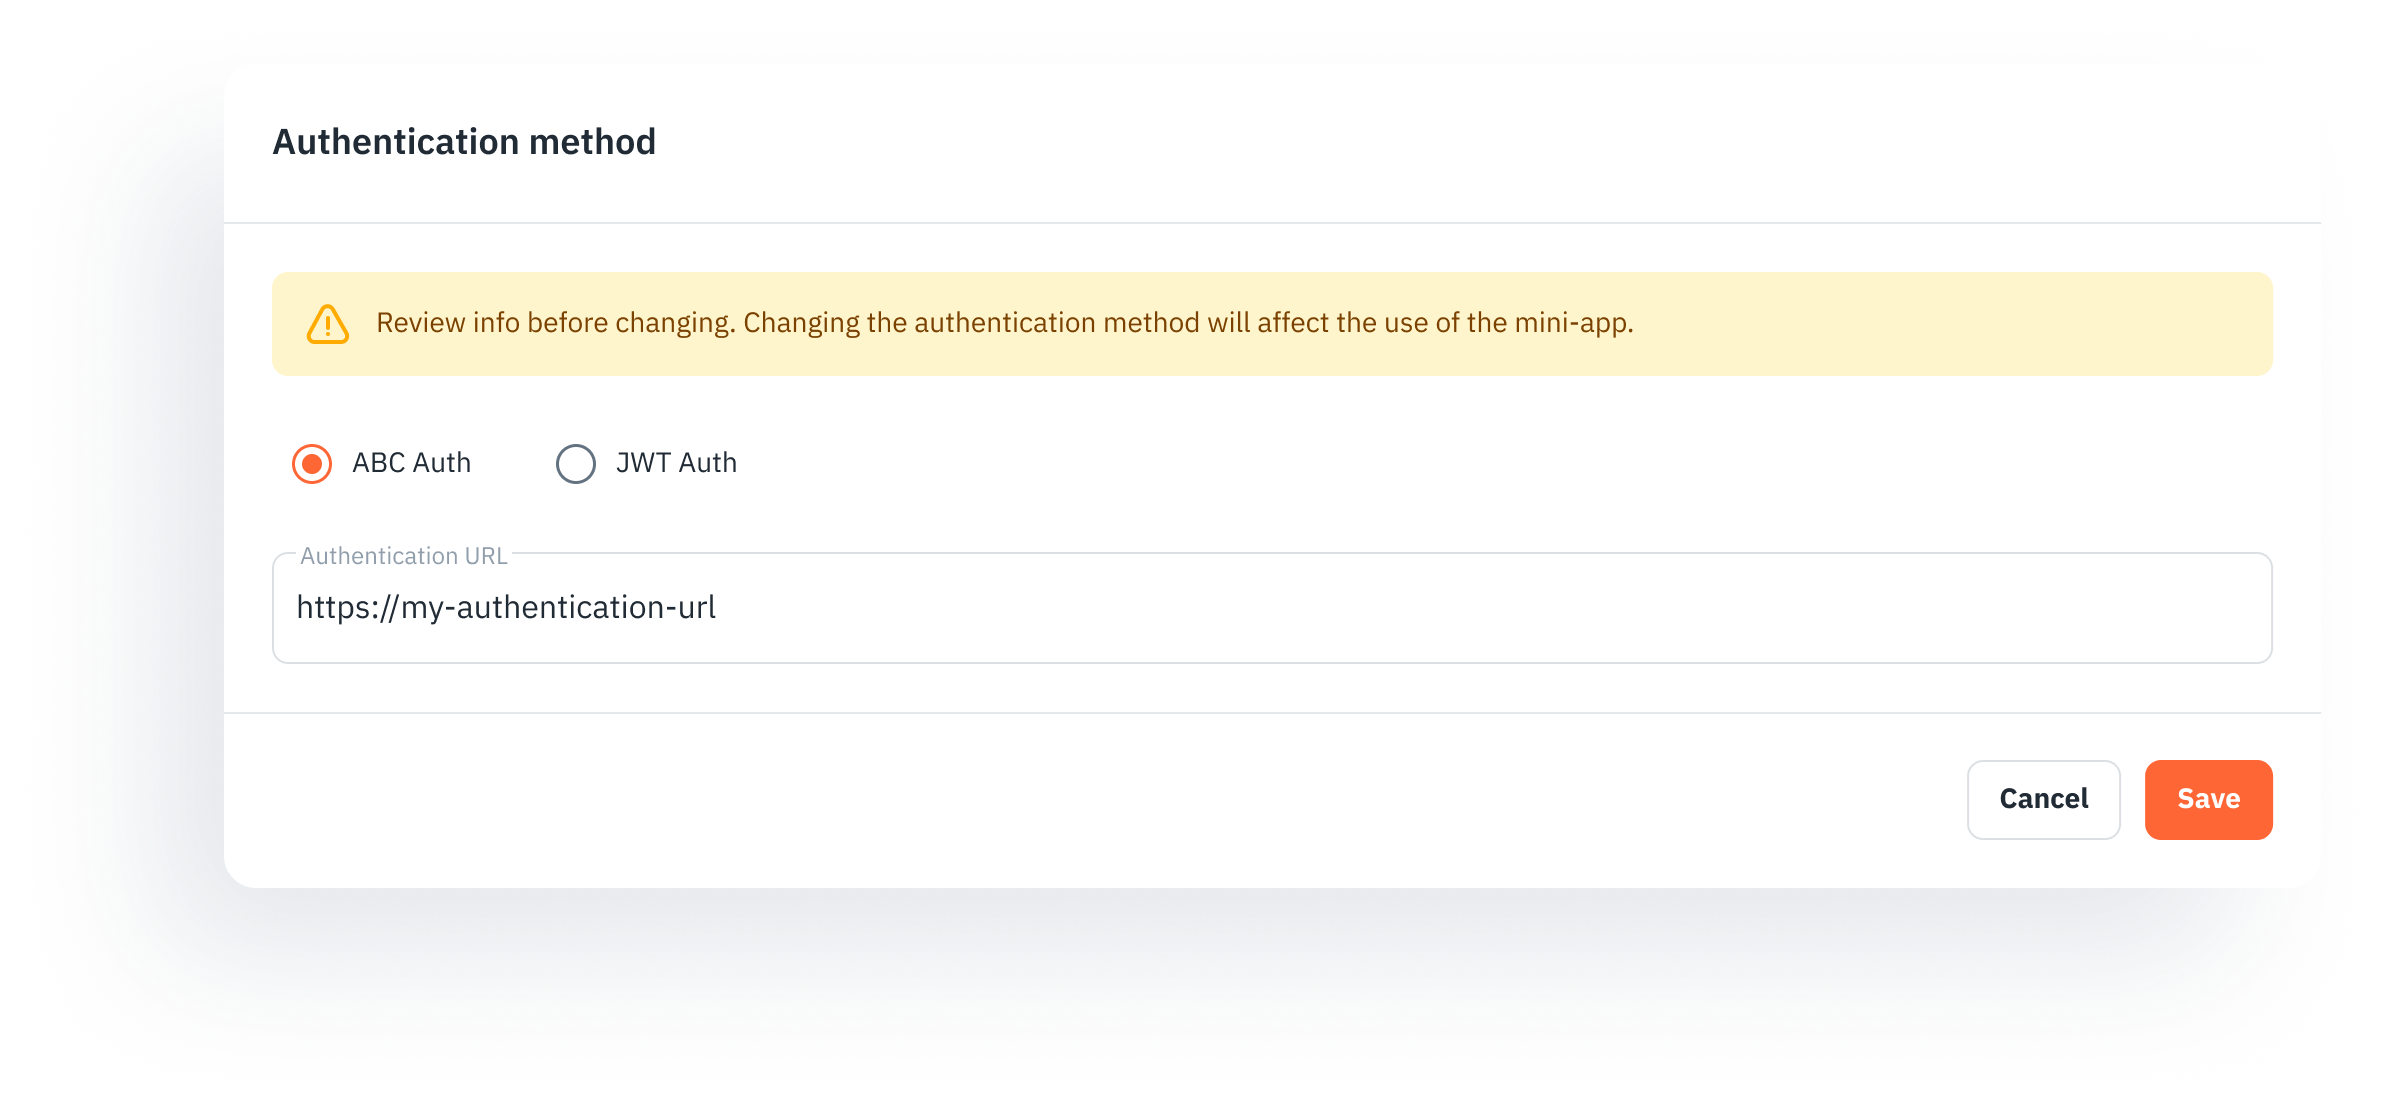 Authentication method
Review info before changing. Changing the authentication method will affect the use of the mini-app.
ABC Auth
JWT Auth
Authentication URL
https://my-authentication-url
Cancel
Save